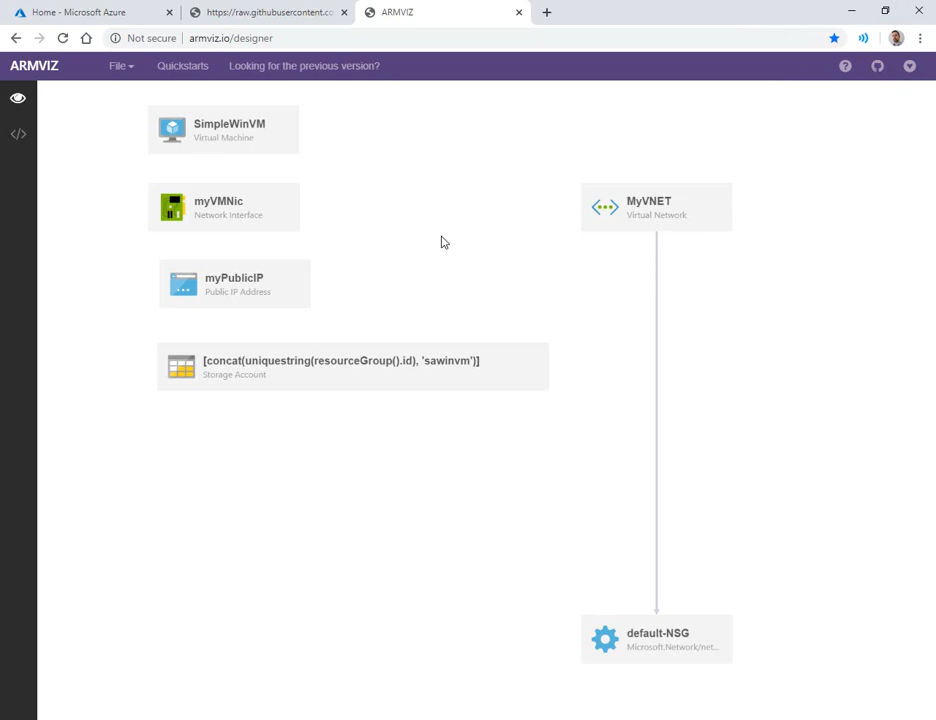 Home - Microsoft Azure
https://raw.githubusercontent.co
ARMVIZ
Not secure
armviz.io/designer
ARMVIZ
File
Quickstarts
Looking for the previous version?
SimpleWinVM
Virtual Machine
myVMNic
Network Interface
MyVNET
Virtual Network
myPublicIP
Public IP Address
[concat(uniquestring(resourceGroup().id), 'sawinvm')]
Storage Account
default-NSG
Microsoft.Network/net...